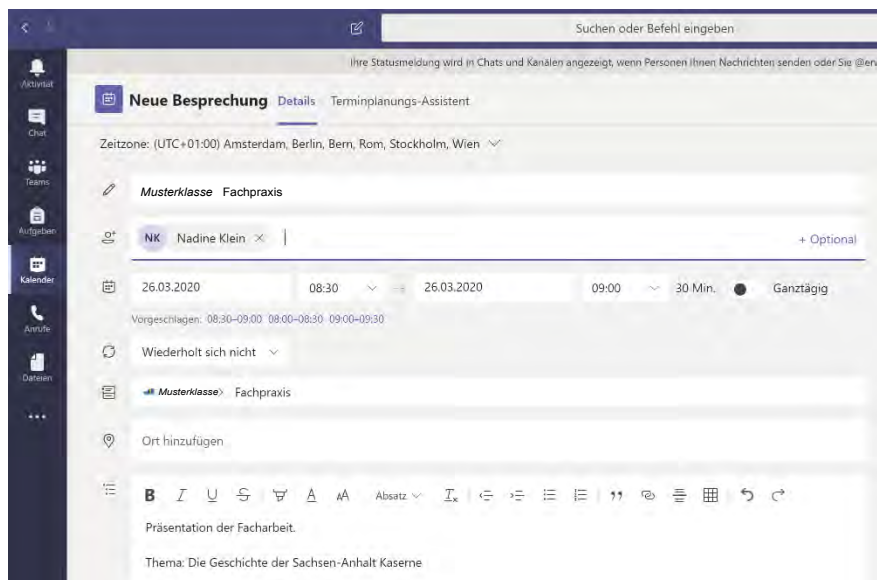 Suchen oder Befehl eingeben
Ihre Statusmeldung wird in Chats und Kanälen angezeigt, wenn Personen Ihnen Nachrichten senden oder Sie @erw
Aktivität
Neue Besprechung Details Terminplanungs-Assistent
Chat
Zeitzone: (UTC+01:00) Amsterdam, Berlin, Bern, Rom, Stockholm, Wien
Teams
Musterklasse Fachpraxis
Aufgaben
NK Nadine Klein × + Optional
Kalender
26.03.2020 08:30 → 26.03.2020 09:00 30 Min. Ganztägig
Vorgeschlagen: 08:30–09:00 08:00–08:30 09:00–09:30
Anrufe
Wiederholt sich nicht
Dateien
Musterklasse> Fachpraxis
Ort hinzufügen
B I U S A AA Absatz Tx
Präsentation der Facharbeit.
Thema: Die Geschichte der Sachsen-Anhalt Kaserne